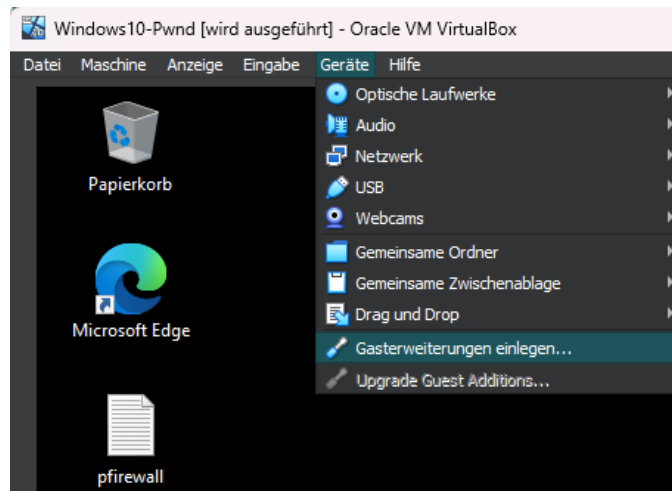 Windows10-Pwnd [wird ausgeführt] - Oracle VM VirtualBox
Datei Maschine Anzeige Eingabe Geräte Hilfe
Optische Laufwerke
Audio
Netzwerk
USB
Webcams
Gemeinsame Ordner
Gemeinsame Zwischenablage
Drag und Drop
Gasterweiterungen einlegen...
Upgrade Guest Additions...
Papierkorb
Microsoft Edge
pfirewall